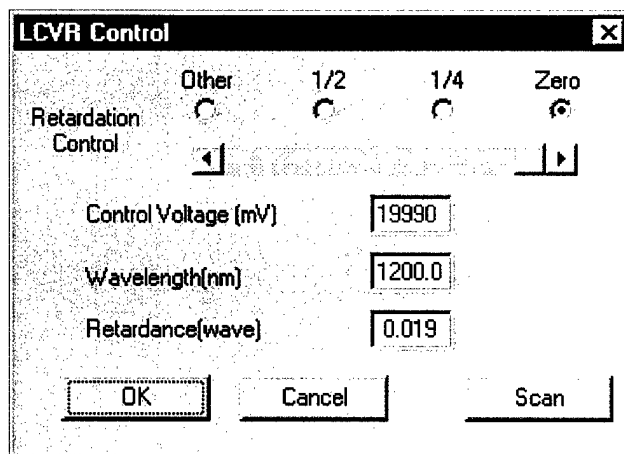 LCVR Control
Other 1/2 1/4 Zero
Retardation
Control
Control Voltage (mV) 19990
Wavelength(nm) 1200.0
Retardance(wave) 0.019
OK Cancel Scan